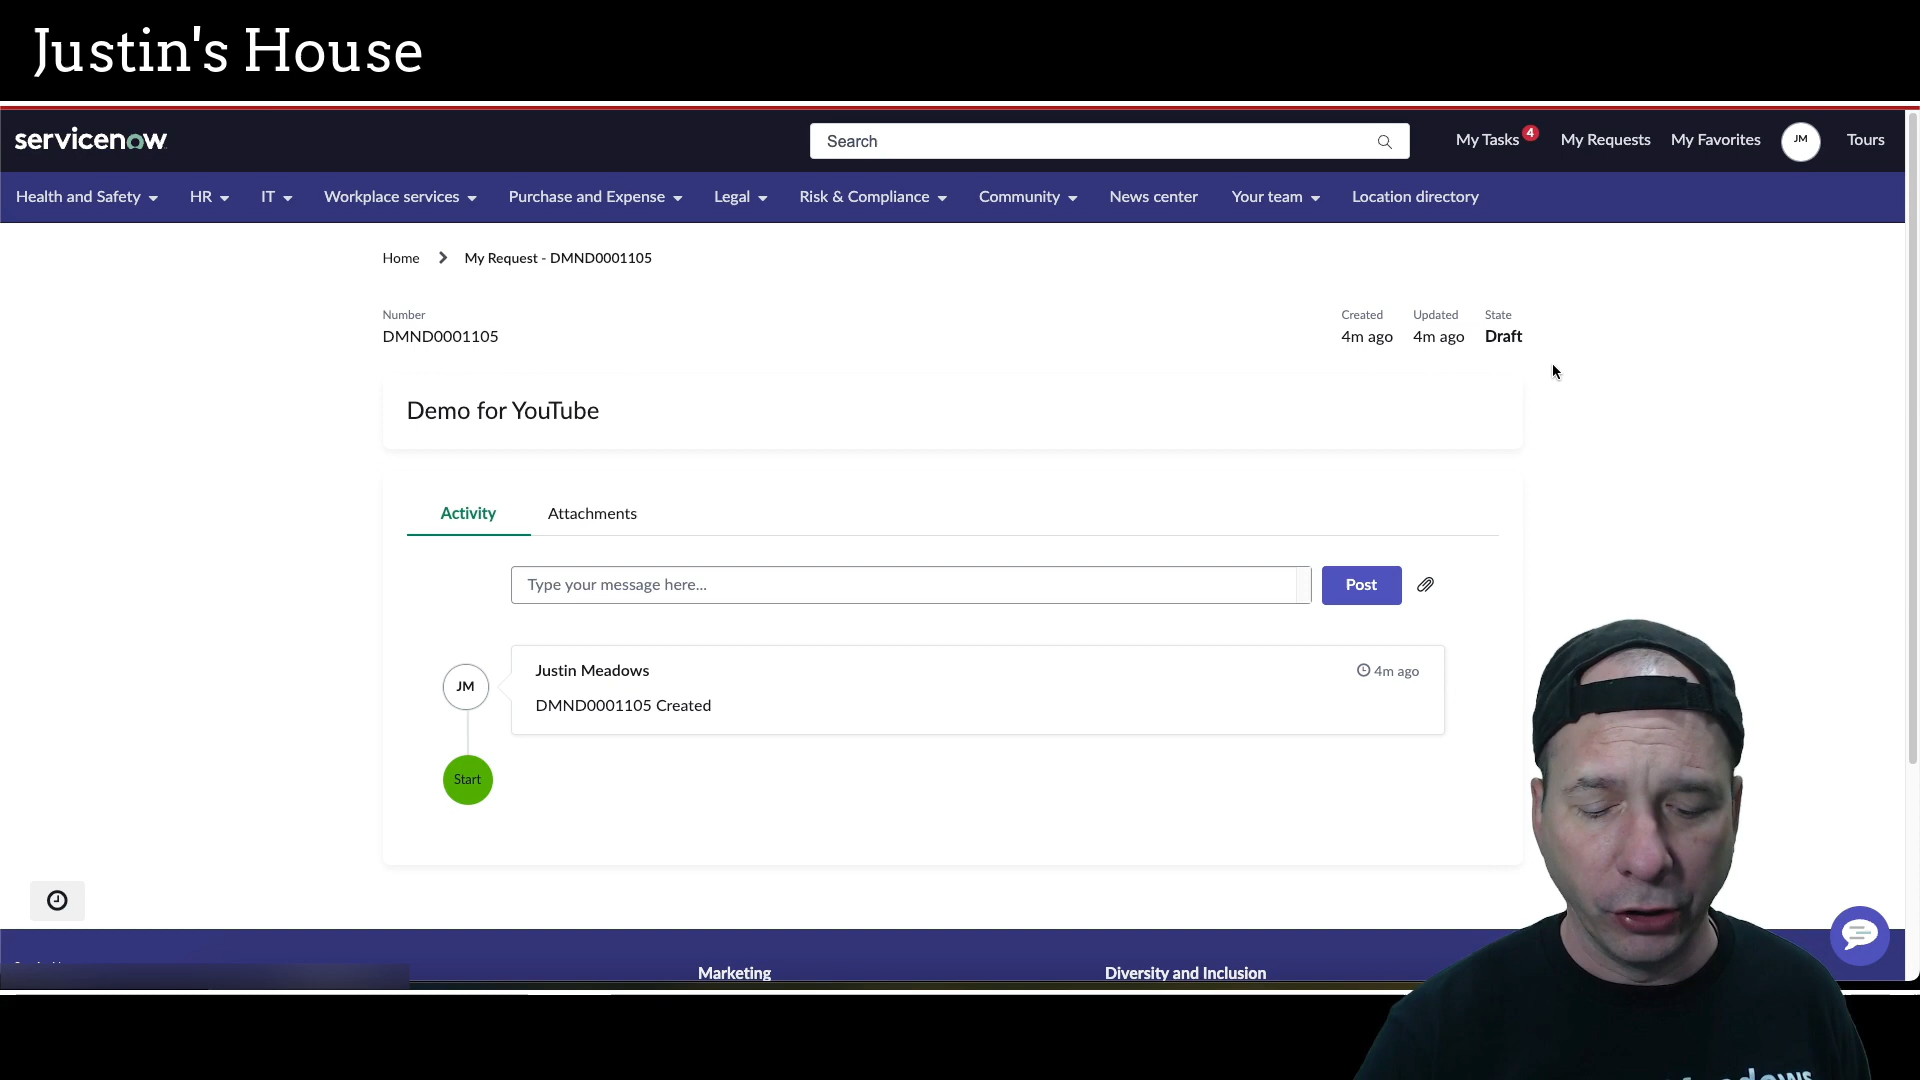 Justin's House
servicenow
Search
My Tasks 4 My Requests My Favorites JM Tours
Health and Safety HR IT Workplace services Purchase and Expense Legal Risk & Compliance Community News center Your team Location directory
Home My Request - DMND0001105
Number Created Updated State
DMND0001105 4m ago 4m ago Draft
Demo for YouTube
Activity Attachments
Type your message here... Post
JM Justin Meadows 4m ago
DMND0001105 Created
Start
Marketing Diversity and Inclusion